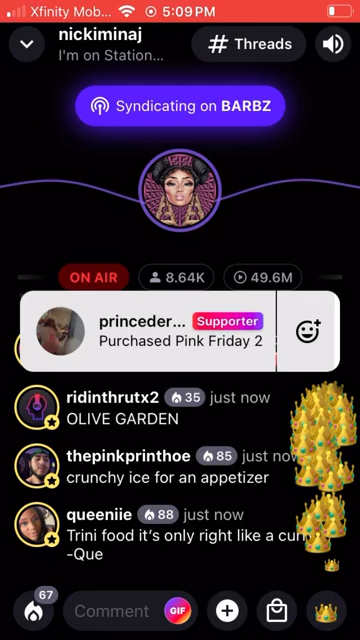 Xfinity Mob... 5:09 PM
nickiminaj
I'm on Station...
# Threads
Syndicating on BARBZ
ON AIR 8.64K 49.6M
princeder... Supporter
Purchased Pink Friday 2
ridinthrutx2 35 just now
OLIVE GARDEN
thepinkprinthoe 85 just now
crunchy ice for an appetizer
queeniie 88 just now
Trini food it's only right like a
-Que
67
Comment GIF